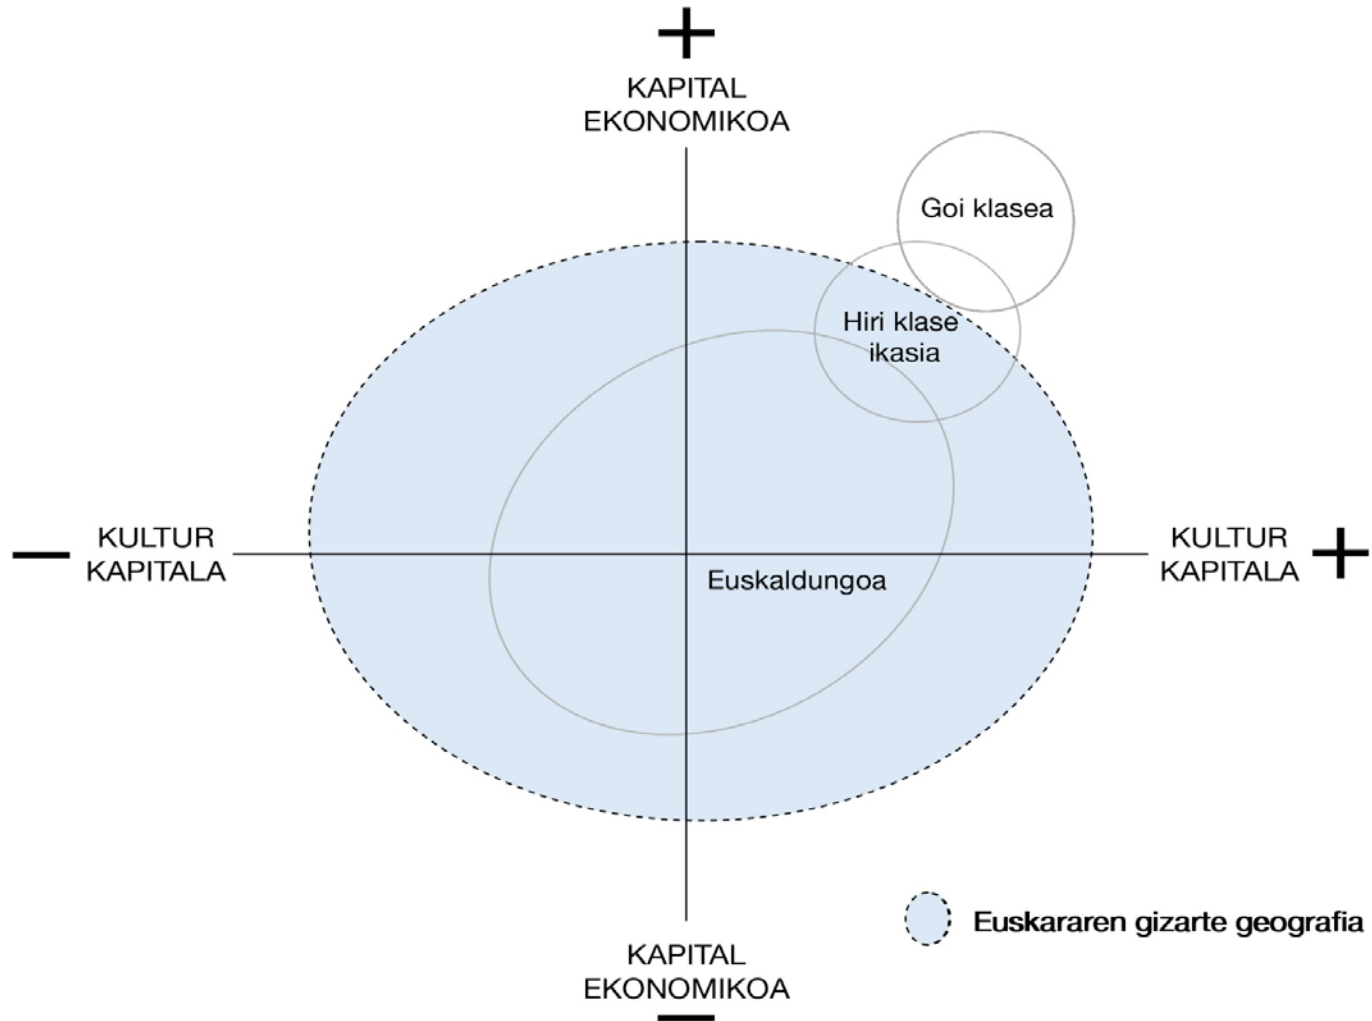 +
KAPITAL
EKONOMIKOA
Goi klasea
Hiri klase
ikasia
— KULTUR
KAPITALA
KULTUR +
KAPITALA
Euskaldungoa
Euskararen gizarte geografia
KAPITAL
EKONOMIKOA
—